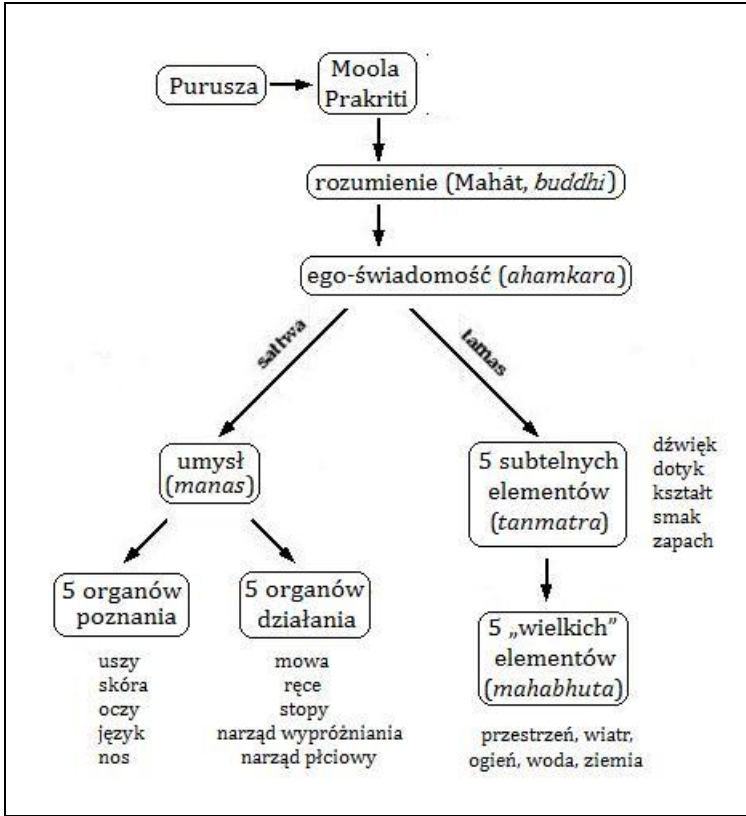 Purusza
Moola
Prakriti
rozumienie (Mahát, buddhi)
ego-świadomość (ahamkara)
sattwa
tamas
umysł
(manas)
5 subtelnych
elementów
(tanmatra)
dźwięk
dotyk
kształt
smak
zapach
5 organów
poznania
5 organów
działania
5 „wielkich”
elementów
(mahabhuta)
uszy
skóra
oczy
język
nos
mowa
ręce
stopy
narząd wypróżniania
narząd płciowy
przestrzeń, wiatr,
ogień, woda, ziemia